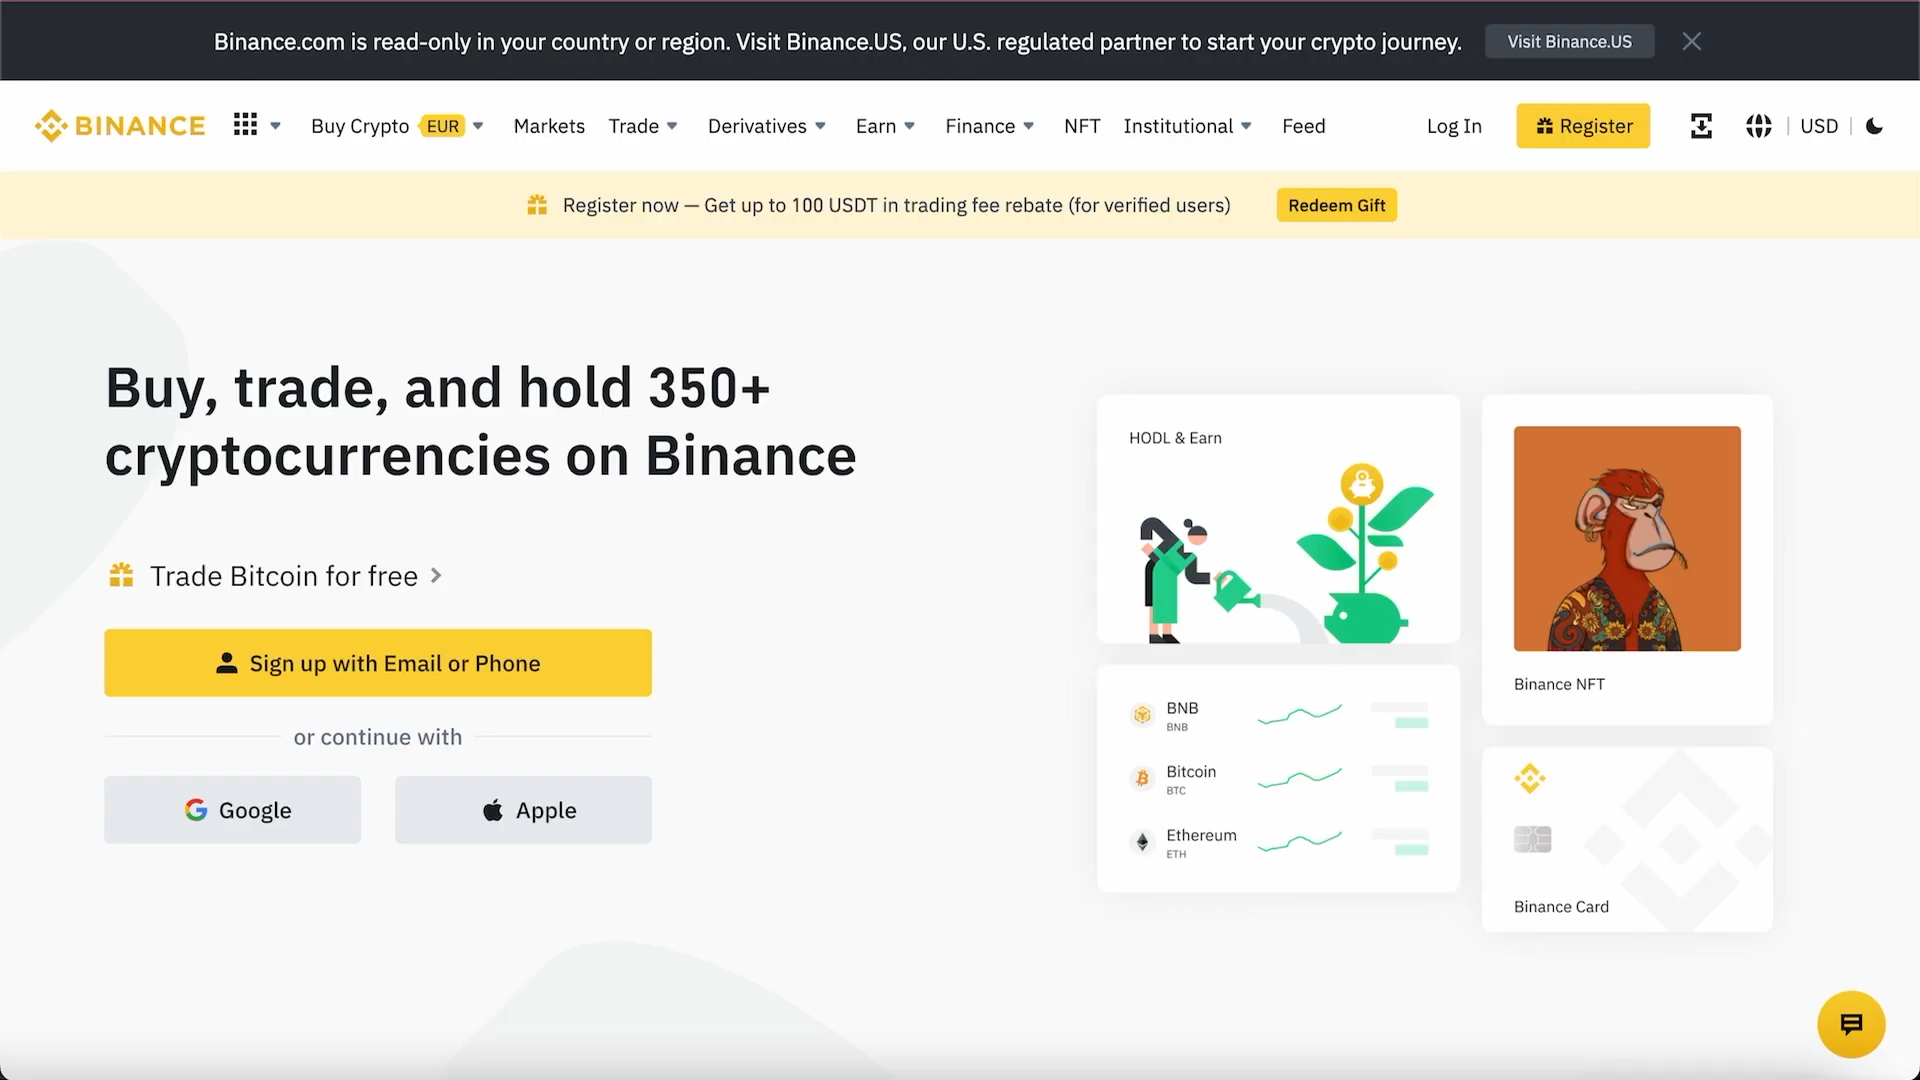 Binance.com is read-only in your country or region. Visit Binance.US, our U.S. regulated partner to start your crypto journey. Visit Binance.US
BINANCE Buy Crypto EUR Markets Trade Derivatives Earn Finance NFT Institutional Feed Log In Register USD
Register now — Get up to 100 USDT in trading fee rebate (for verified users) Redeem Gift
Buy, trade, and hold 350+
cryptocurrencies on Binance
Trade Bitcoin for free
Sign up with Email or Phone
or continue with
Google Apple
HODL & Earn
BNB
BNB
Bitcoin
BTC
Ethereum
ETH
Binance NFT
Binance Card